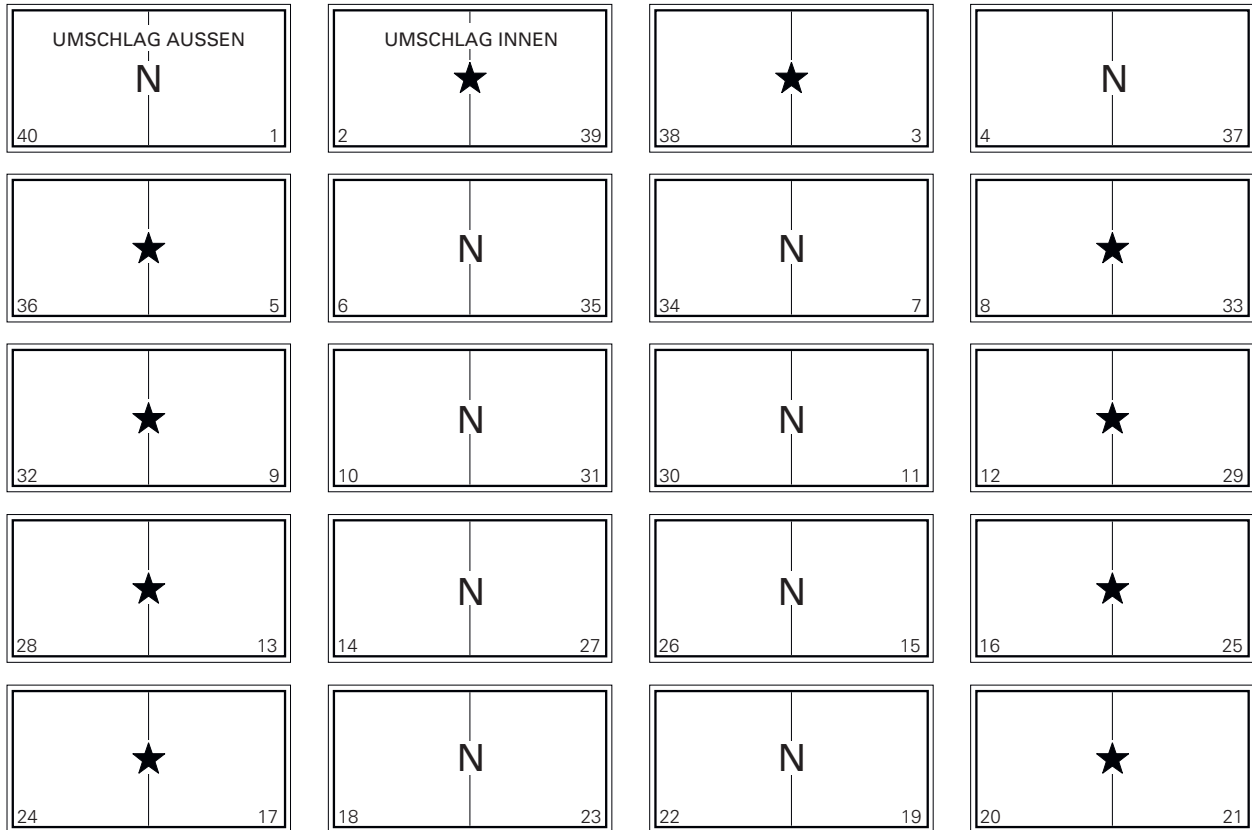 UMSCHLAG AUSSEN
N
40 1
UMSCHLAG INNEN
★
2 39
★
38 3
N
4 37
★
36 5
N
6 35
N
34 7
★
8 33
★
32 9
N
10 31
N
30 11
★
12 29
★
28 13
N
14 27
N
26 15
★
16 25
★
24 17
N
18 23
N
22 19
★
20 21